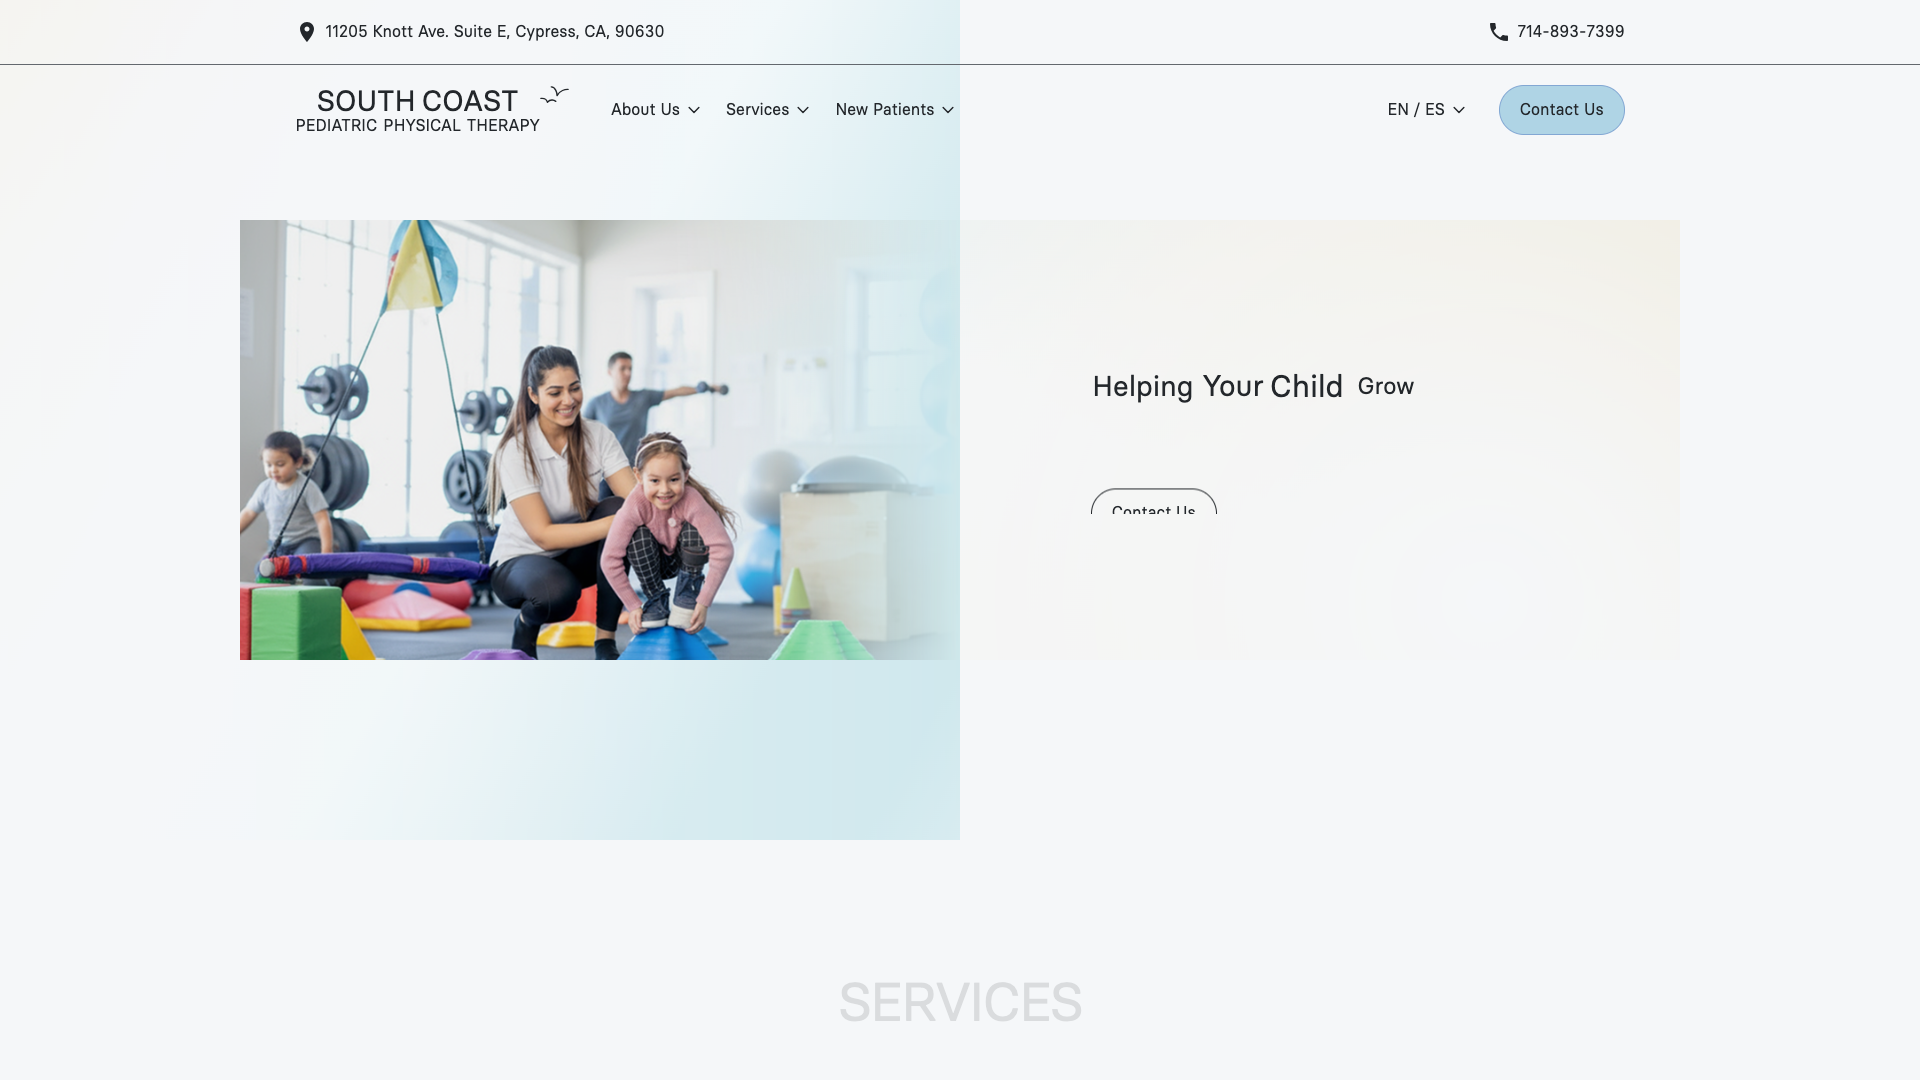 11205 Knott Ave. Suite E, Cypress, CA, 90630
714-893-7399
SOUTH COAST
PEDIATRIC PHYSICAL THERAPY
About Us
Services
New Patients
EN / ES
Contact Us
Helping Your Child Grow
Contact Us
SERVICES